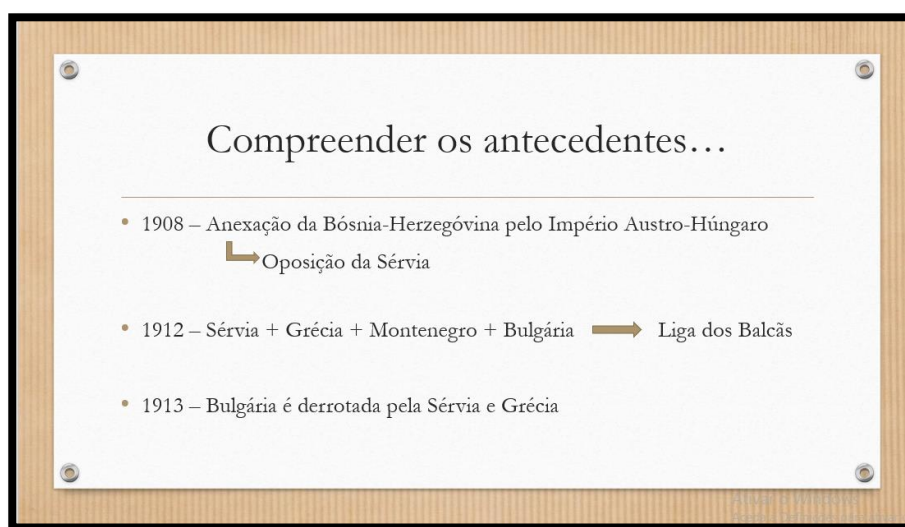 Compreender os antecedentes…
• 1908 – Anexação da Bósnia-Herzegóvina pelo Império Austro-Húngaro
Oposição da Sérvia
• 1912 – Sérvia + Grécia + Montenegro + Bulgária Liga dos Balcãs
• 1913 – Bulgária é derrotada pela Sérvia e Grécia